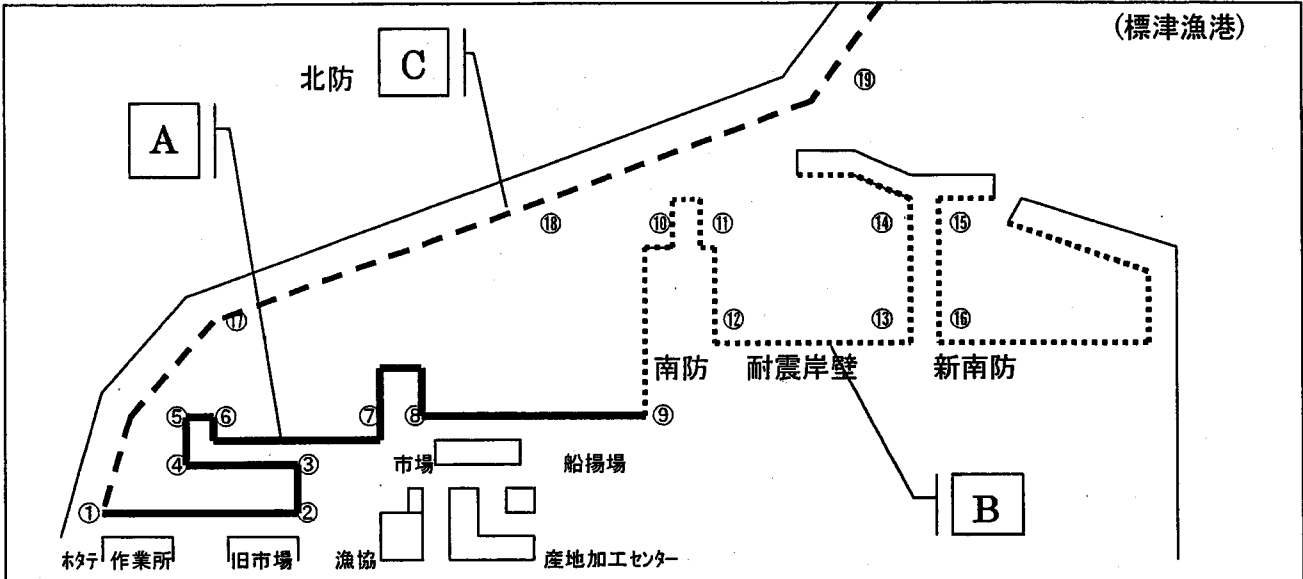 (標津漁港)
C
北防
⑲
A
⑱
⑩
⑪
⑭
⑮
⑰
⑫
⑬
⑯
南防
耐震岸壁
新南防
⑤
⑥
⑦
⑧
⑨
④
③
市場
船揚場
①
②
B
ホタテ
作業所
旧市場
漁協
産地加工センター